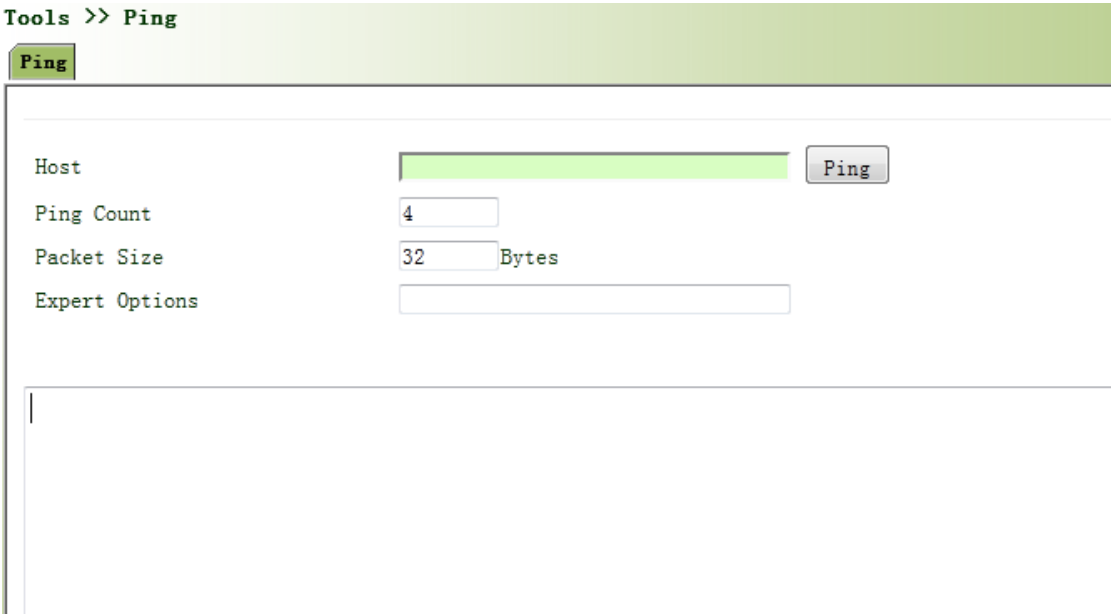 Tools >> Ping
Ping
Host Ping
Ping Count 4
Packet Size 32 Bytes
Expert Options